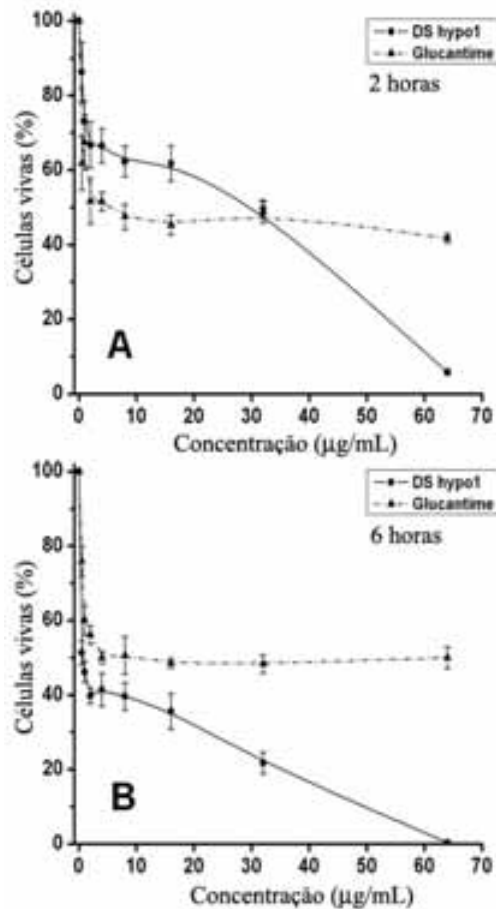 100
80
60
40
20
0
Células vivas (%)
DS hypo1
Glucantime
2 horas
A
0 10 20 30 40 50 60 70
Concentração (µg/mL)
100
80
60
40
20
0
Células vivas (%)
DS hypo1
Glucantime
6 horas
B
0 10 20 30 40 50 60 70
Concentração (µg/mL)